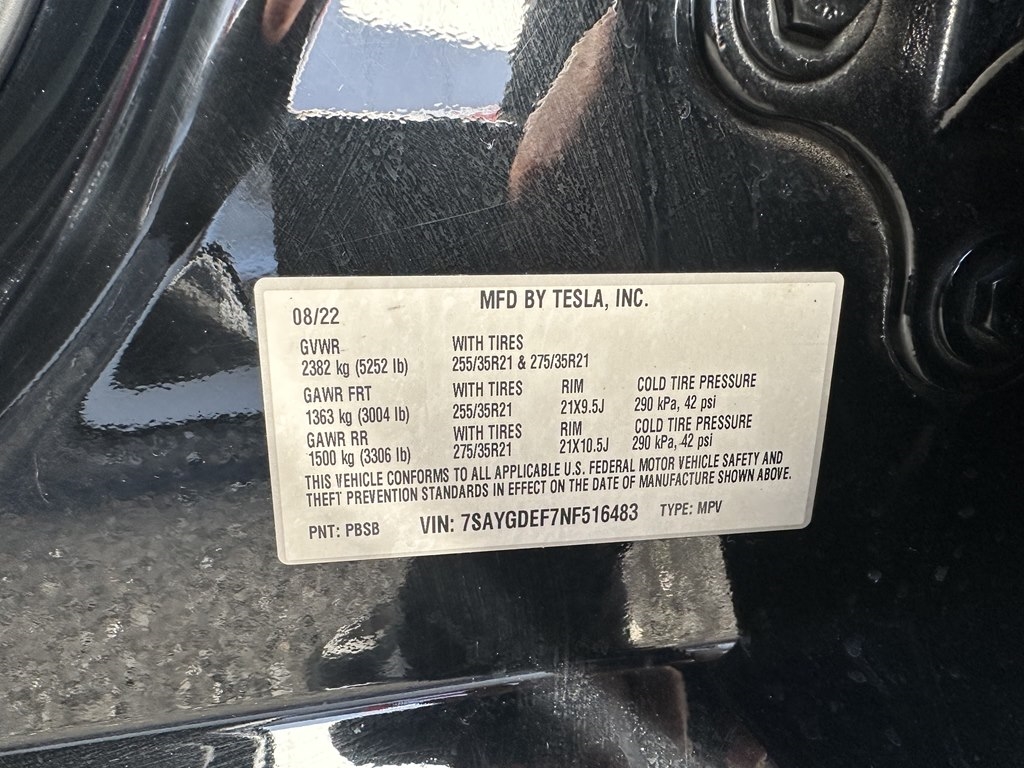 MFD BY TESLA, INC.
08/22
GVWR WITH TIRES
2382 kg (5252 lb) 255/35R21 & 275/35R21
GAWR FRT WITH TIRES RIM COLD TIRE PRESSURE
1363 kg (3004 lb) 255/35R21 21X9.5J 290 kPa, 42 psi
GAWR RR WITH TIRES RIM COLD TIRE PRESSURE
1500 kg (3306 lb) 275/35R21 21X10.5J 290 kPa, 42 psi
THIS VEHICLE CONFORMS TO ALL APPLICABLE U.S. FEDERAL MOTOR VEHICLE SAFETY AND
THEFT PREVENTION STANDARDS IN EFFECT ON THE DATE OF MANUFACTURE SHOWN ABOVE.
PNT: PBSB VIN: 7SAYGDEF7NF516483 TYPE: MPV